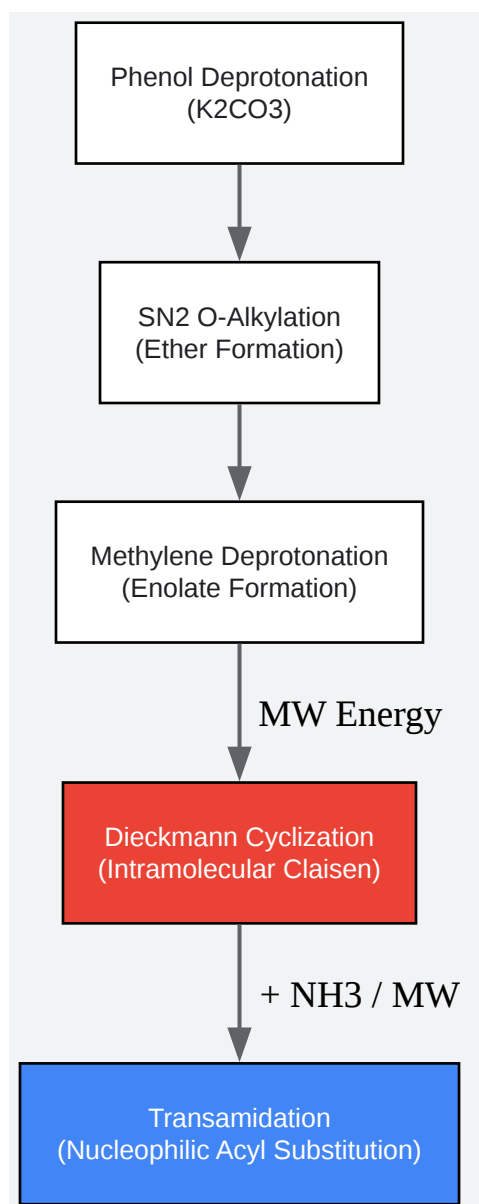 Phenol Deprotonation
(K2CO3)
SN2 O-Alkylation
(Ether Formation)
Methylene Deprotonation
(Enolate Formation)
MW Energy
Dieckmann Cyclization
(Intramolecular Claisen)
+ NH3 / MW
Transamidation
(Nucleophilic Acyl Substitution)